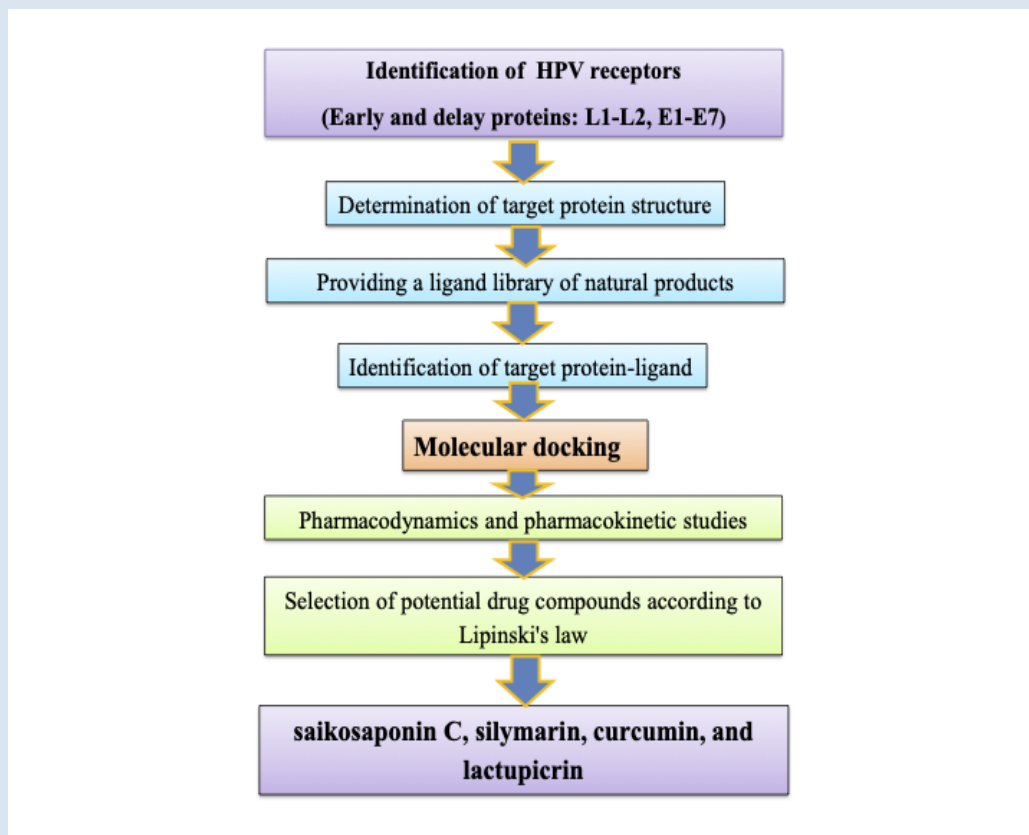 Identification of HPV receptors
(Early and delay proteins: L1-L2, E1-E7)
Determination of target protein structure
Providing a ligand library of natural products
Identification of target protein-ligand
Molecular docking
Pharmacodynamics and pharmacokinetic studies
Selection of potential drug compounds according to
Lipinski's law
saikosaponin C, silymarin, curcumin, and
lactupicrin